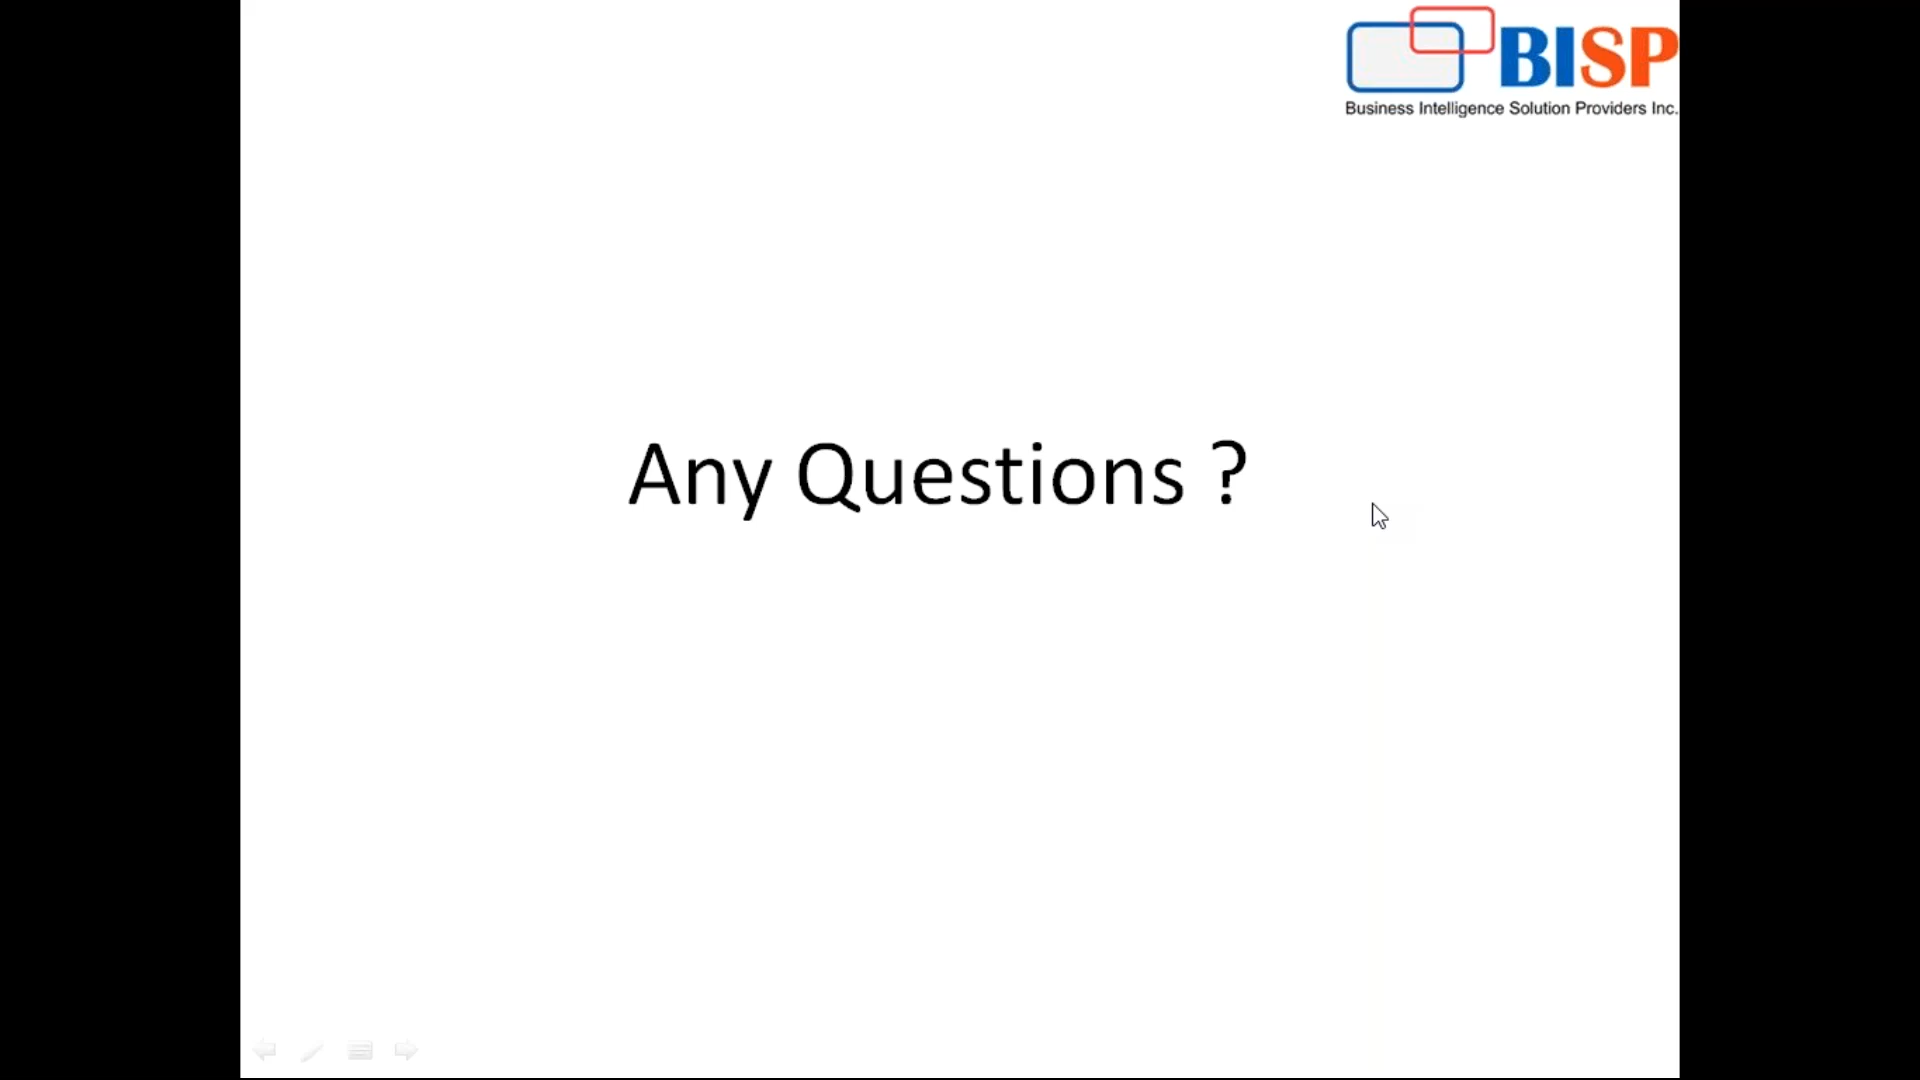 BISP
Business Intelligence Solution Providers Inc.
Any Questions ?